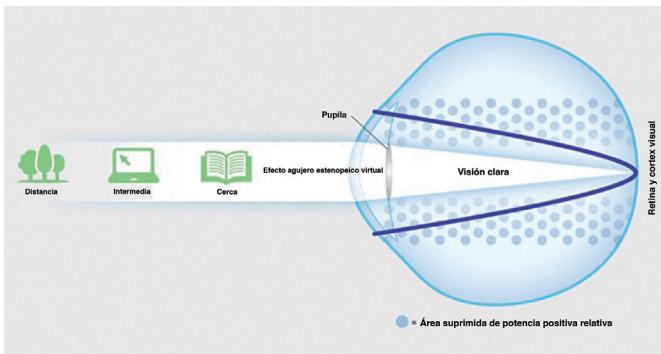 Pupila
Distancia
Intermedia
Cerca
Efecto agujero estenopeico virtual
Visión clara
Retina y cortex visual
= Área suprimida de potencia positiva relativa